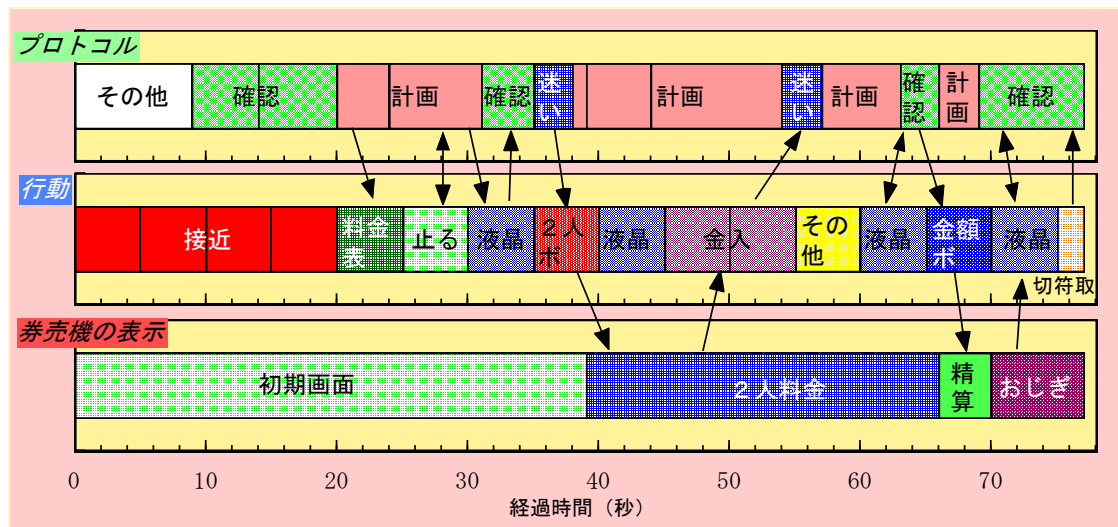 プロトコル
その他
確認
計画
確認
迷い
計画
迷い
計画
確認
計画
確認
行動
接近
料金表
止る
液晶
2人ボ
液晶
金入
その他
液晶
金額ボ
液晶
切符取
券売機の表示
初期画面
2人料金
精算
おじぎ
0 10 20 30 40 50 60 70
経過時間（秒）